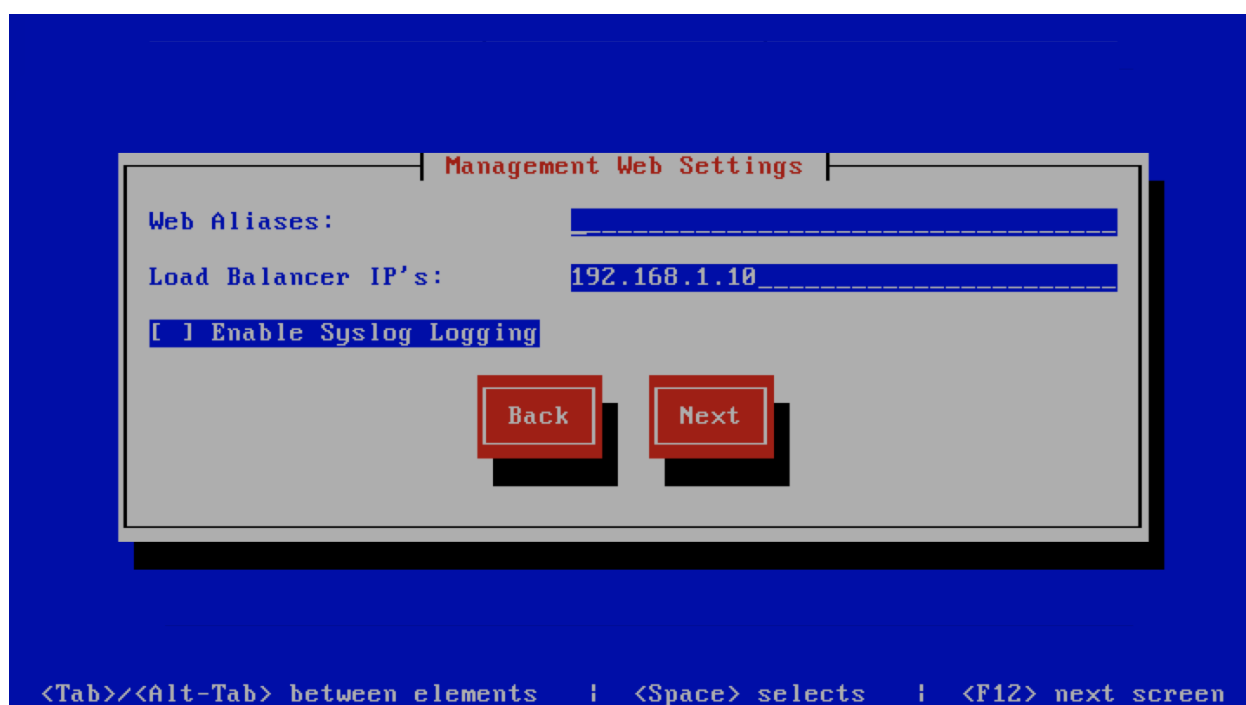 Management Web Settings
Web Aliases:
Load Balancer IP's: 192.168.1.10
[ ] Enable Syslog Logging
Back Next
<Tab>/<Alt-Tab> between elements | <Space> selects | <F12> next screen